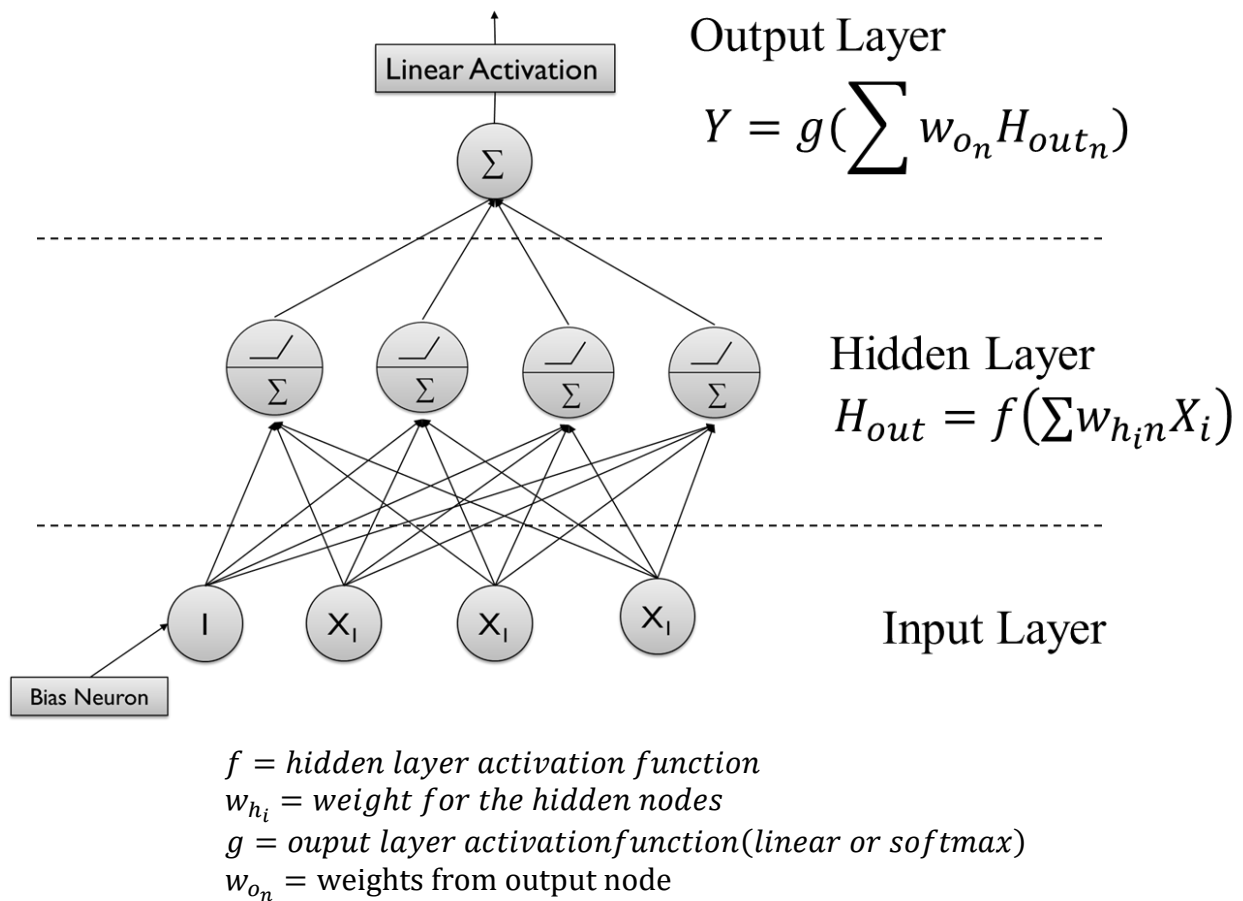 Output Layer
Linear Activation
Y = g(∑ w_{o_n} H_{out_n})
Σ
Hidden Layer
Σ Σ Σ Σ
H_{out} = f(∑w_{h_i n} X_i)
I X_I X_I X_I
Input Layer
Bias Neuron
f = hidden layer activation function
w_{h_i} = weight for the hidden nodes
g = ouput layer activationfunction(linear or softmax)
w_{o_n} = weights from output node